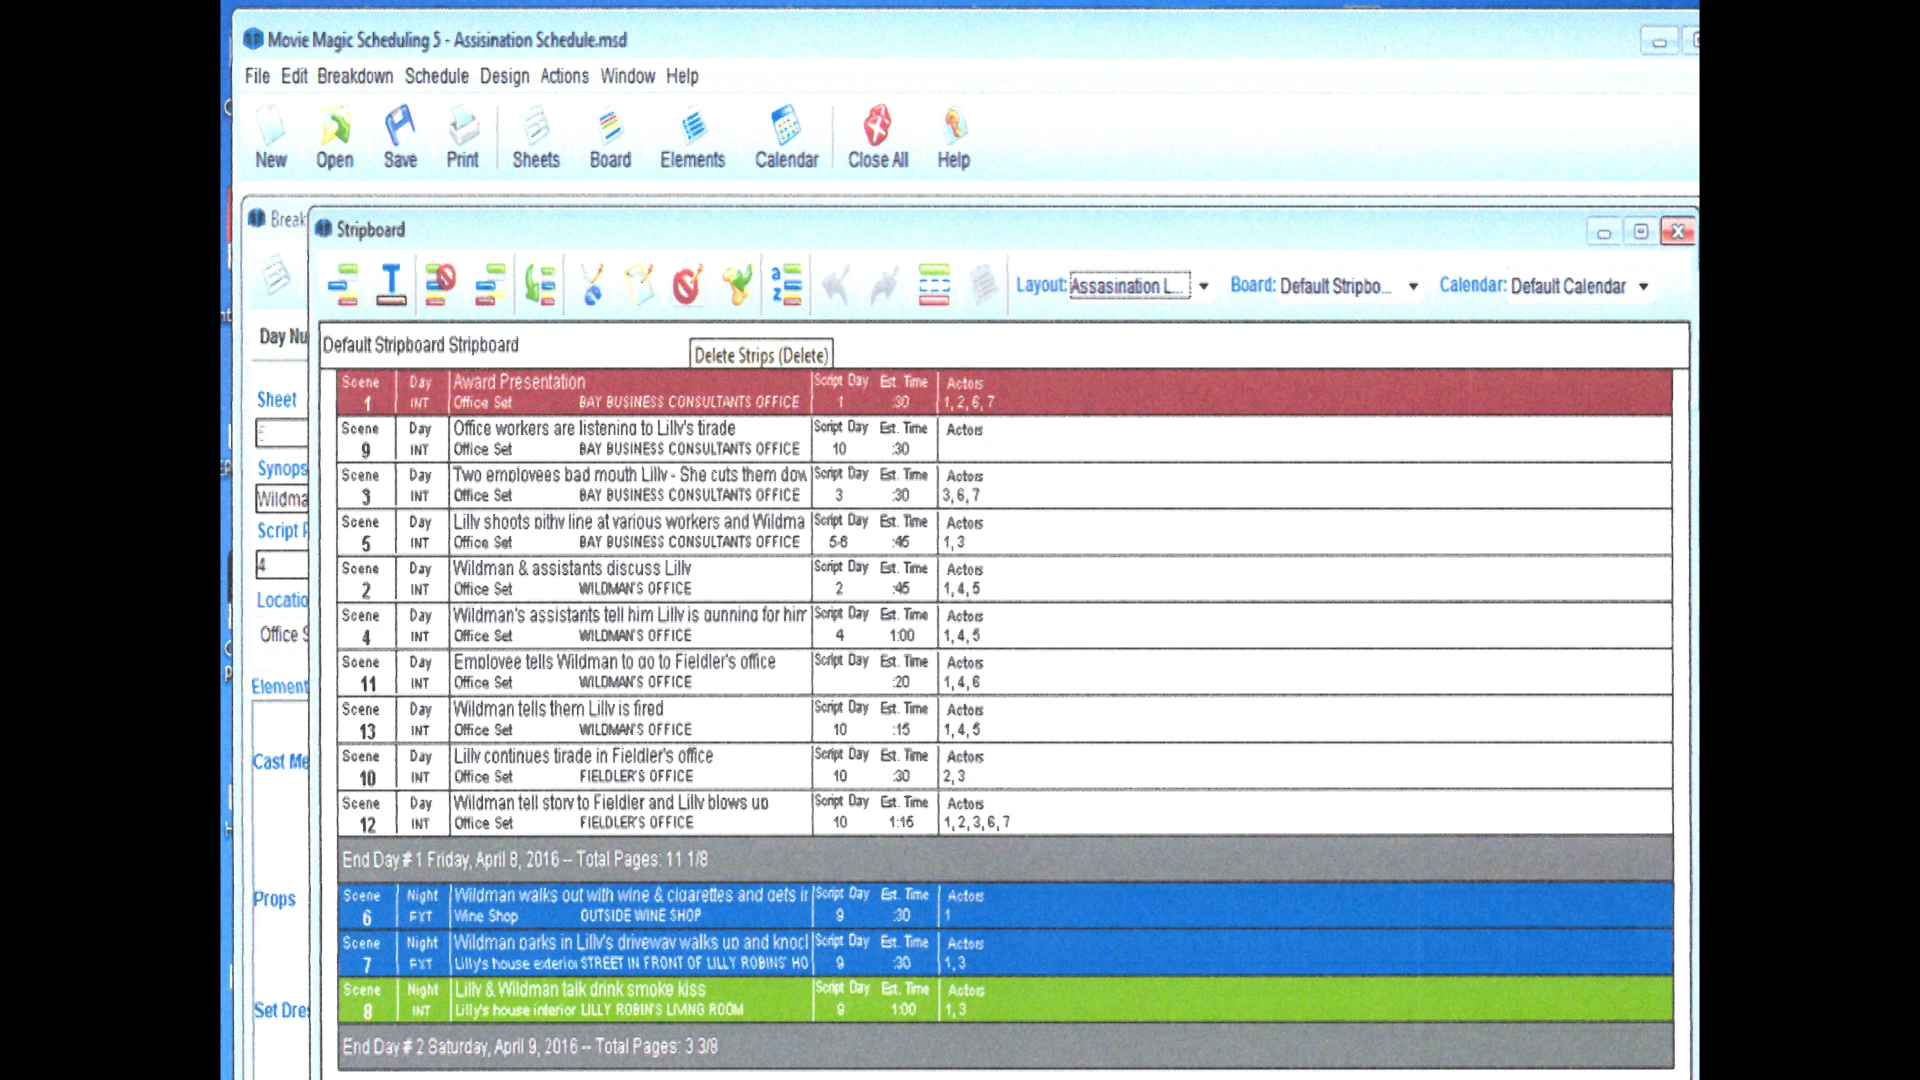 Movie Magic Scheduling 5 - Assisination Schedule.msd
File Edit Breakdown Schedule Design Actions Window Help
New Open Save Print Sheets Board Elements Calendar Close All Help
Stripboard
Layout: Assasination L... Board: Default Stripbo... Calendar: Default Calendar
Default Stripboard Stripboard
Delete Strips (Delete)
Day Nu
Sheet
Synops
Wildma
Script P
4
Locatio
Office S
Element
Cast Me
Props
Set Dre
Scene Day Award Presentation Script Day Est. Time Actors
1 INT Office Set BAY BUSINESS CONSULTANTS OFFICE 1 :30 1, 2, 6, 7
Scene Day Office workers are listening to Lilly's tirade Script Day Est. Time Actors
9 INT Office Set BAY BUSINESS CONSULTANTS OFFICE 10 :30
Scene Day Two employees bad mouth Lilly - She cuts them dow Script Day Est. Time Actors
3 INT Office Set BAY BUSINESS CONSULTANTS OFFICE 3 :30 3, 6, 7
Scene Day Lilly shoots pithy line at various workers and Wildma Script Day Est. Time Actors
5 INT Office Set BAY BUSINESS CONSULTANTS OFFICE 5-6 :45 1, 3
Scene Day Wildman & assistants discuss Lilly Script Day Est. Time Actors
2 INT Office Set WILDMAN'S OFFICE 2 :45 1, 4, 5
Scene Day Wildman's assistants tell him Lilly is gunning for him Script Day Est. Time Actors
4 INT Office Set WILDMAN'S OFFICE 4 1:00 1, 4, 5
Scene Day Employee tells Wildman to go to Fieldler's office Script Day Est. Time Actors
11 INT Office Set WILDMAN'S OFFICE :20 1, 4, 6
Scene Day Wildman tells them Lilly is fired Script Day Est. Time Actors
13 INT Office Set WILDMAN'S OFFICE 10 :15 1, 4, 5
Scene Day Lilly continues tirade in Fieldler's office Script Day Est. Time Actors
10 INT Office Set FIELDLER'S OFFICE 10 :30 2, 3
Scene Day Wildman tell story to Fieldler and Lilly blows up Script Day Est. Time Actors
12 INT Office Set FIELDLER'S OFFICE 10 1:15 1, 2, 3, 6, 7
End Day # 1 Friday, April 8, 2016 -- Total Pages: 11 1/8
Scene Night Wildman walks out with wine & cigarettes and gets ir Script Day Est. Time Actors
6 EXT Wine Shop OUTSIDE WINE SHOP 9 :30 1
Scene Night Wildman parks in Lilly's driveway walks up and knocl Script Day Est. Time Actors
7 EXT Lilly's house exterior STREET IN FRONT OF LILLY ROBINS' HO 9 :30 1, 3
Scene Night Lilly & Wildman talk drink smoke kiss Script Day Est. Time Actors
8 INT Lilly's house interior LILLY ROBIN'S LIVING ROOM 9 1:00 1, 3
End Day # 2 Saturday, April 9, 2016 -- Total Pages: 3 3/8